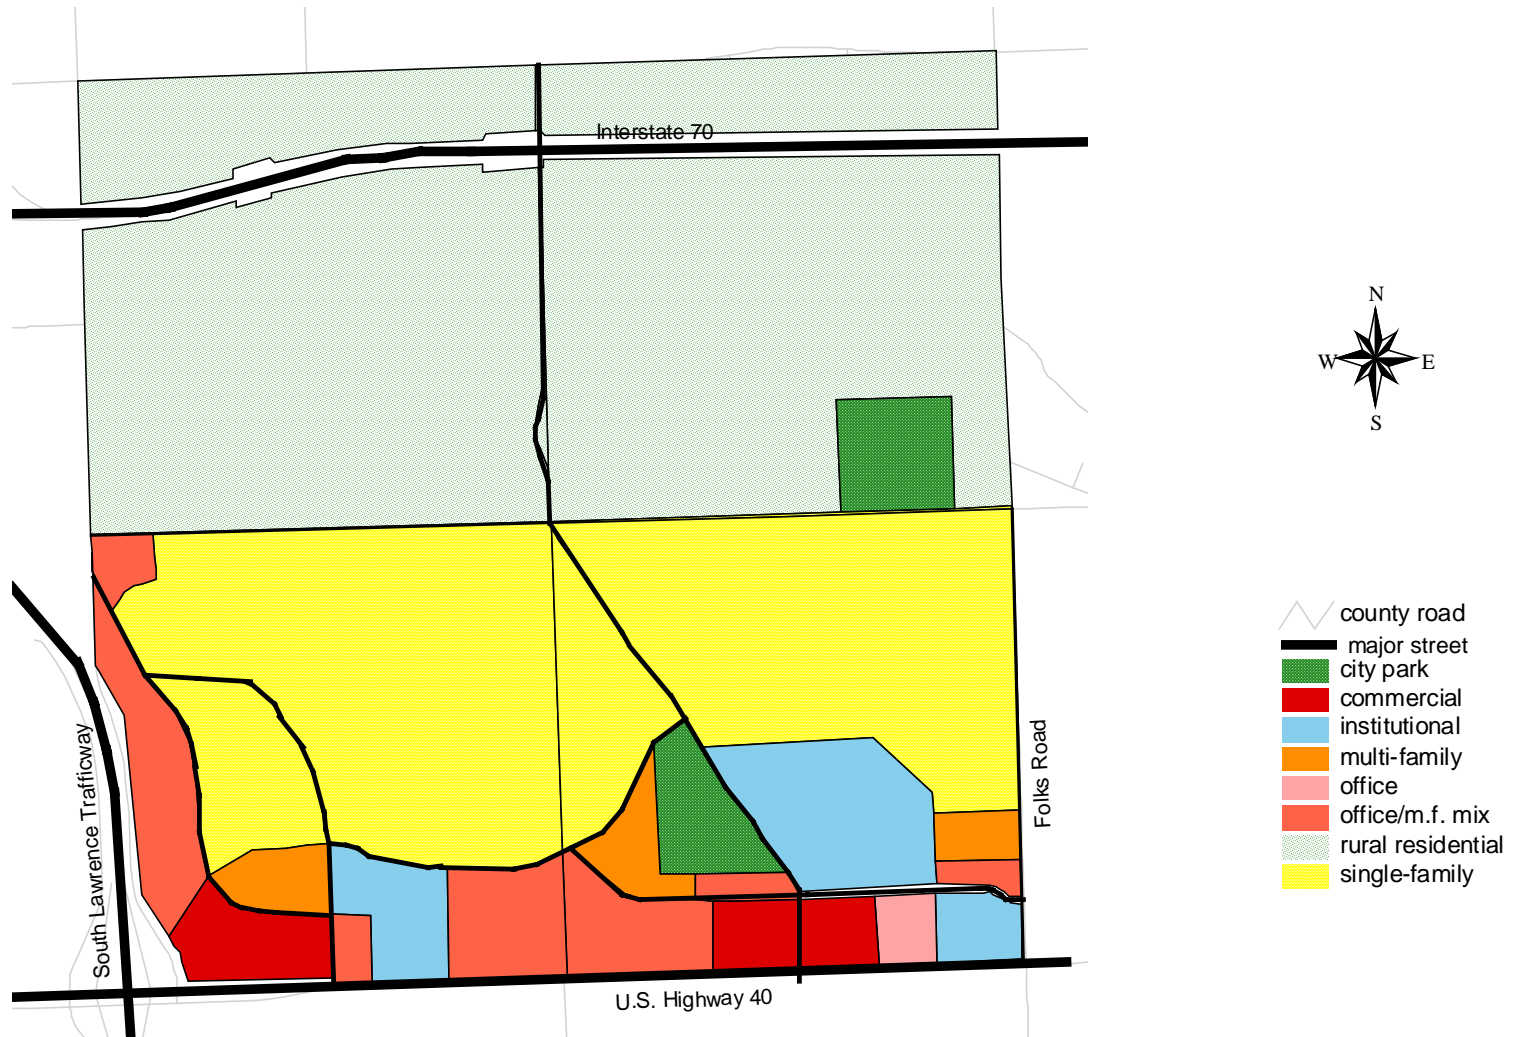 Interstate 70
N
W
E
S
South Lawrence Trafficway
Folks Road
U.S. Highway 40
county road
major street
city park
commercial
institutional
multi-family
office
office/m.f. mix
rural residential
single-family